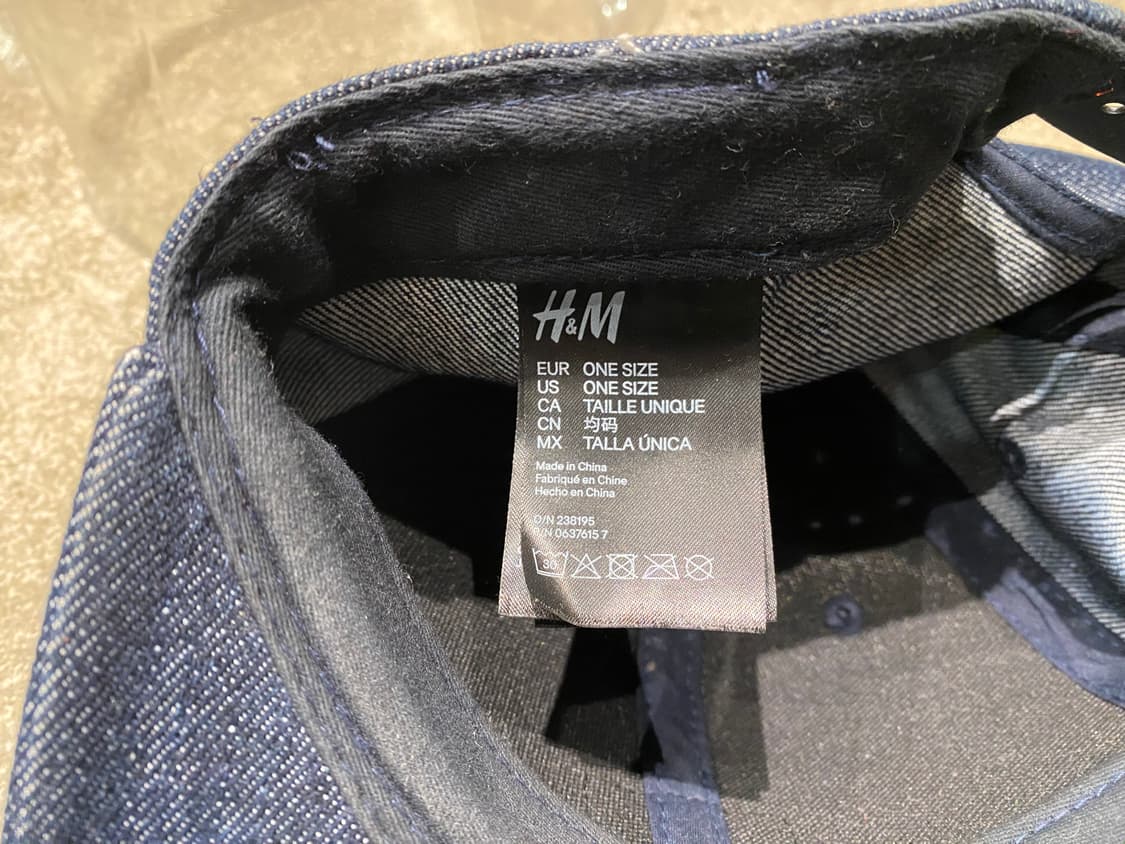 H&M
EUR ONE SIZE
US ONE SIZE
CA TAILLE UNIQUE
CN 均码
MX TALLA ÚNICA
Made in China
Fabriqué en Chine
Hecho en China
O/N 238195
P/N 0637615 7
30